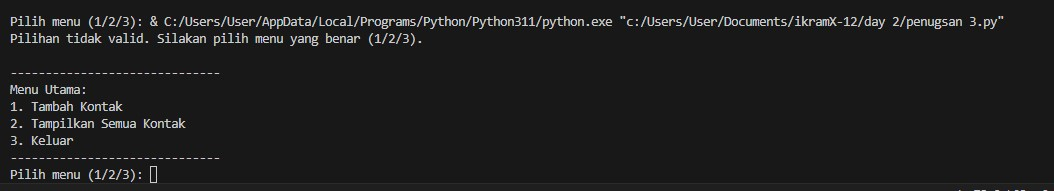 Pilih menu (1/2/3): & C:/Users/User/AppData/Local/Programs/Python/Python311/python.exe "c:/Users/User/Documents/ikramX-12/day 2/penugsan 3.py"
Pilihan tidak valid. Silakan pilih menu yang benar (1/2/3).
------------------------------
Menu Utama:
1. Tambah Kontak
2. Tampilkan Semua Kontak
3. Keluar
------------------------------
Pilih menu (1/2/3):